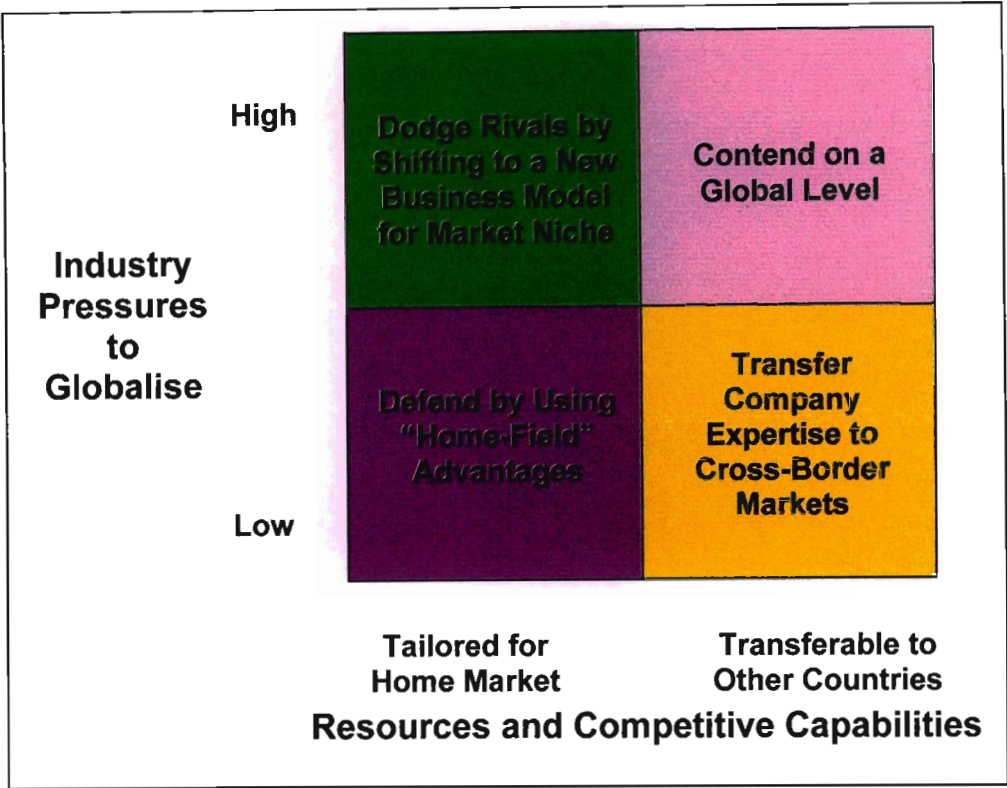 High
Dodge Rivals by
Shifting to a New
Business Model
for Market Niche
Contend on a
Global Level
Industry
Pressures
to
Globalise
Defend by Using
“Home-Field”
Advantages
Transfer
Company
Expertise to
Cross-Border
Markets
Low
Tailored for
Home Market
Transferable to
Other Countries
Resources and Competitive Capabilities